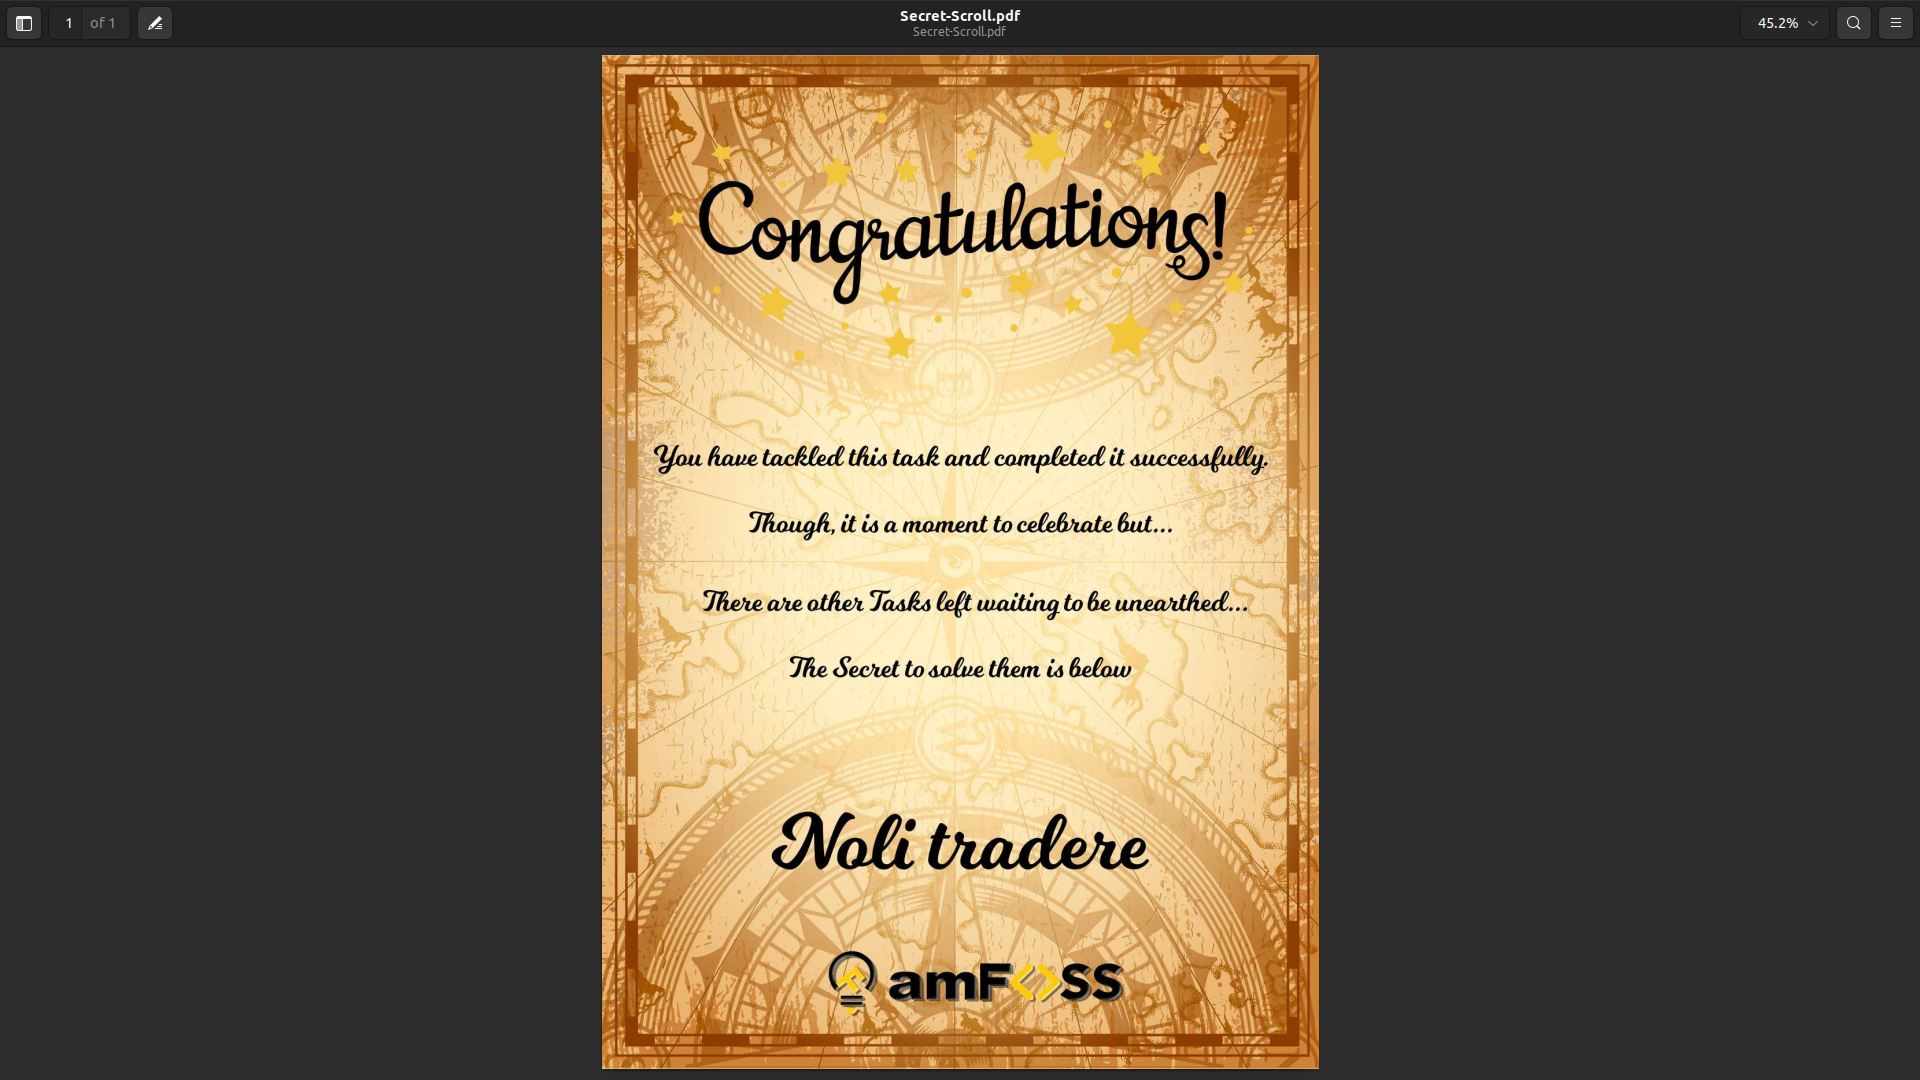 1 of 1
Secret-Scroll.pdf
Secret-Scroll.pdf
45.2%
Congratulations!
E
You have tackled this task and completed it successfully.
Though, it is a moment to celebrate but...
There are other Tasks left waiting to be unearthed...
The Secret to solve them is below
W
Noli tradere
amF<>SS